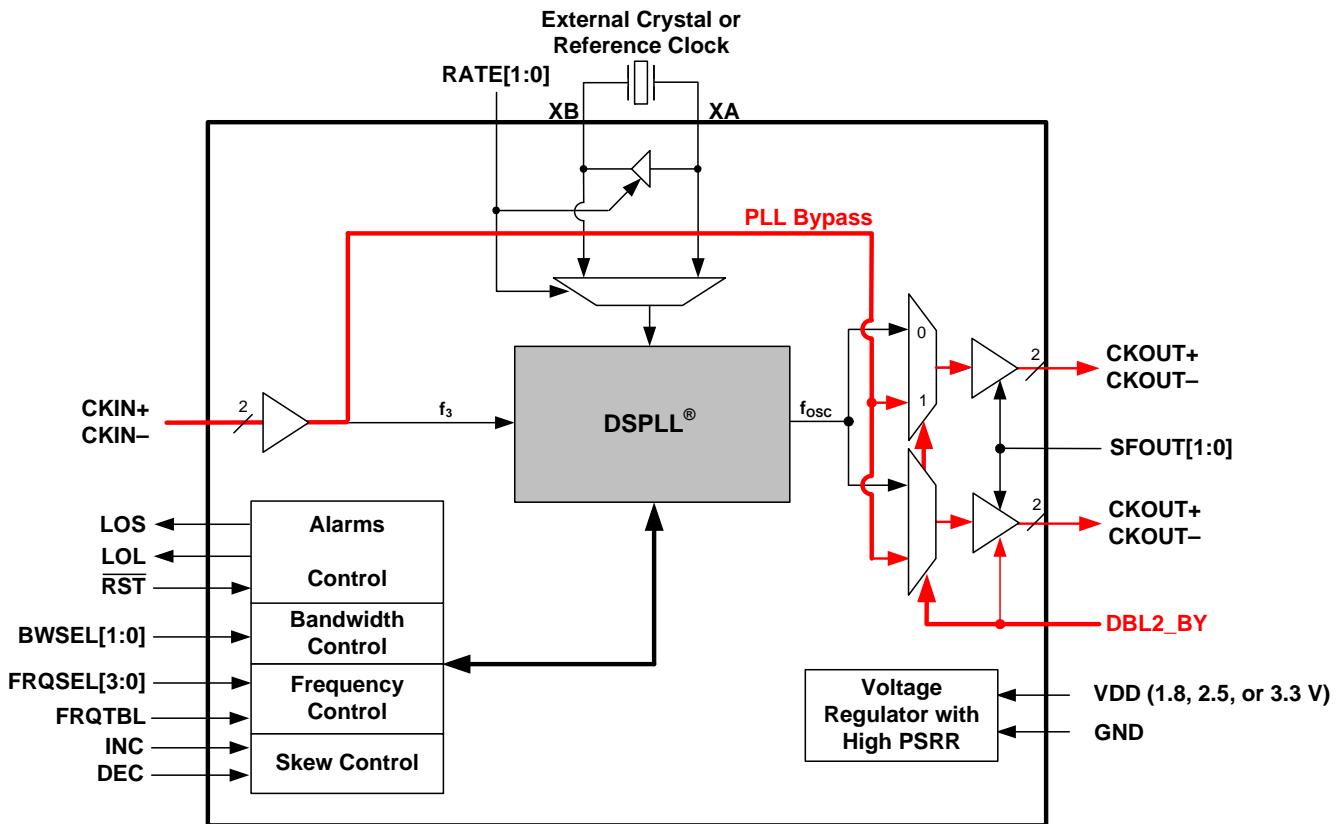 External Crystal or
Reference Clock
RATE[1:0]
XB
XA
PLL Bypass
0
1
2
CKOUT+
CKOUT–
CKIN+
CKIN–
2
f3
DSPLL®
fOSC
SFOUT[1:0]
2
CKOUT+
CKOUT–
LOS
LOL
RST
BWSEL[1:0]
FRQSEL[3:0]
FRQTBL
INC
DEC
Alarms
Control
Bandwidth
Control
Frequency
Control
Skew Control
DBL2_BY
Voltage
Regulator with
High PSRR
VDD (1.8, 2.5, or 3.3 V)
GND